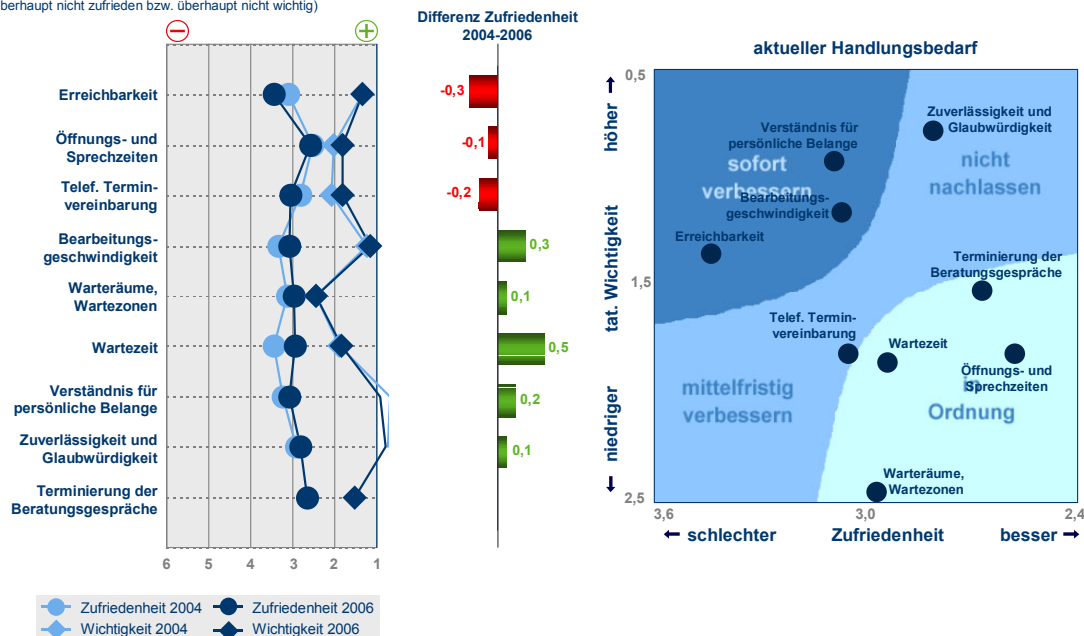 berhaupt nicht zufrieden bzw. überhaupt nicht wichtig)
Erreichbarkeit
Öffnungs- und
Sprechzeiten
Telef. Termin-
vereinbarung
Bearbeitungs-
geschwindigkeit
Warteräume,
Wartezonen
Wartezeit
Verständnis für
persönliche Belange
Zuverlässigkeit und
Glaubwürdigkeit
Terminierung der
Beratungsgespräche
6 5 4 3 2 1
Zufriedenheit 2004 Zufriedenheit 2006
Wichtigkeit 2004 Wichtigkeit 2006
Differenz Zufriedenheit
2004-2006
-0,3
-0,1
-0,2
0,3
0,1
0,5
0,2
0,1
aktueller Handlungsbedarf
0,5
1,5
2,5
höher
tat. Wichtigkeit
niedriger
Zuverlässigkeit und
Glaubwürdigkeit
Verständnis für
persönliche Belange
sofort
verbessern
nicht
nachlassen
Bearbeitungs-
geschwindigkeit
Erreichbarkeit
Terminierung der
Beratungsgespräche
Telef. Termin-
vereinbarung
Wartezeit
Öffnungs- und
Sprechzeiten
mittelfristig
verbessern
in
Ordnung
Warteräume,
Wartezonen
3,6 3,0 2,4
schlechter Zufriedenheit besser